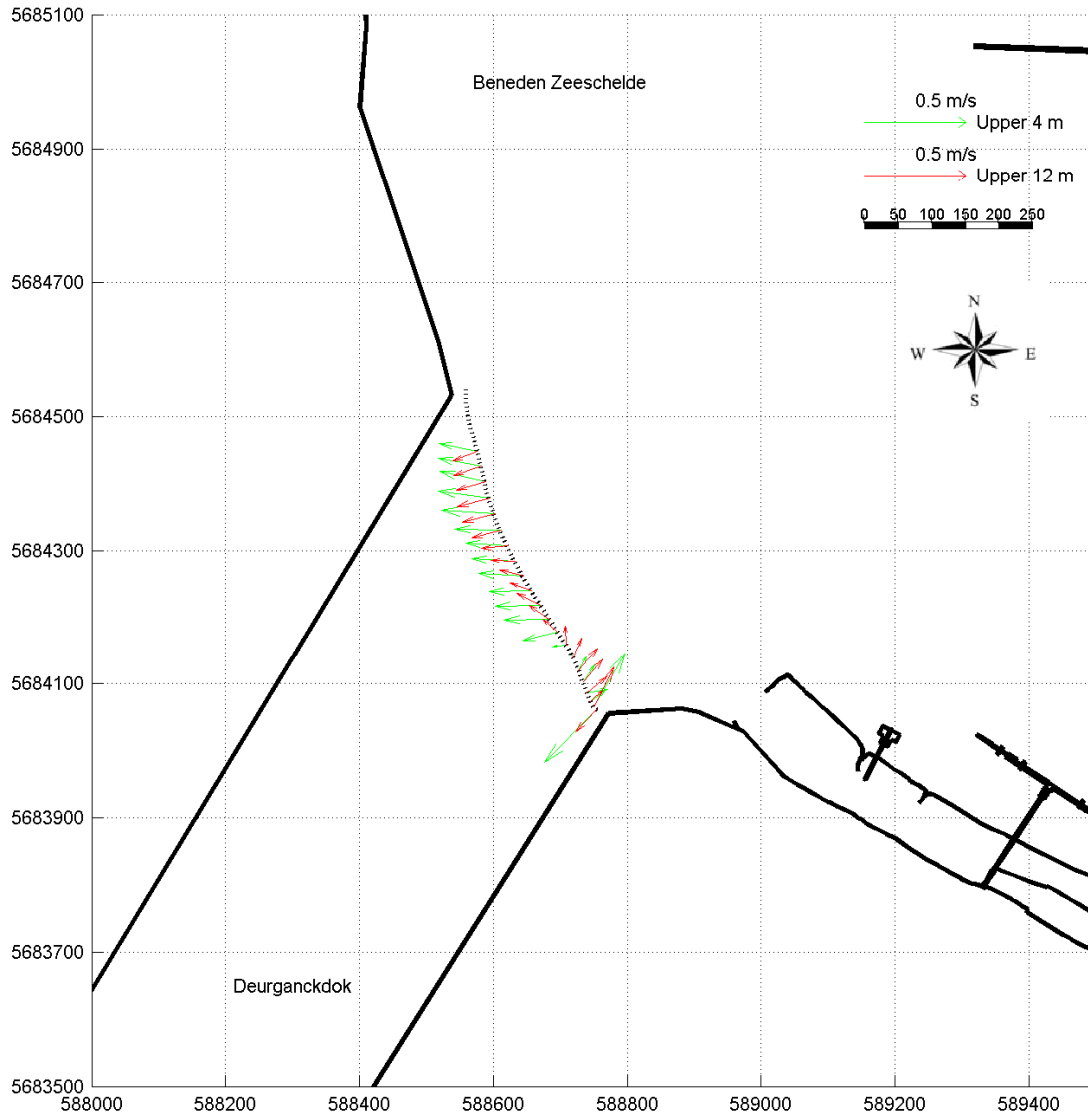 5685100
Beneden Zeeschelde
0.5 m/s
Upper 4 m
5684900
0.5 m/s
Upper 12 m
0 50 100 150 200 250
5684700
N
W E
S
5684500
5684300
5684100
5683900
5683700
Deurganckdok
5683500
588000 588200 588400 588600 588800 589000 589200 589400